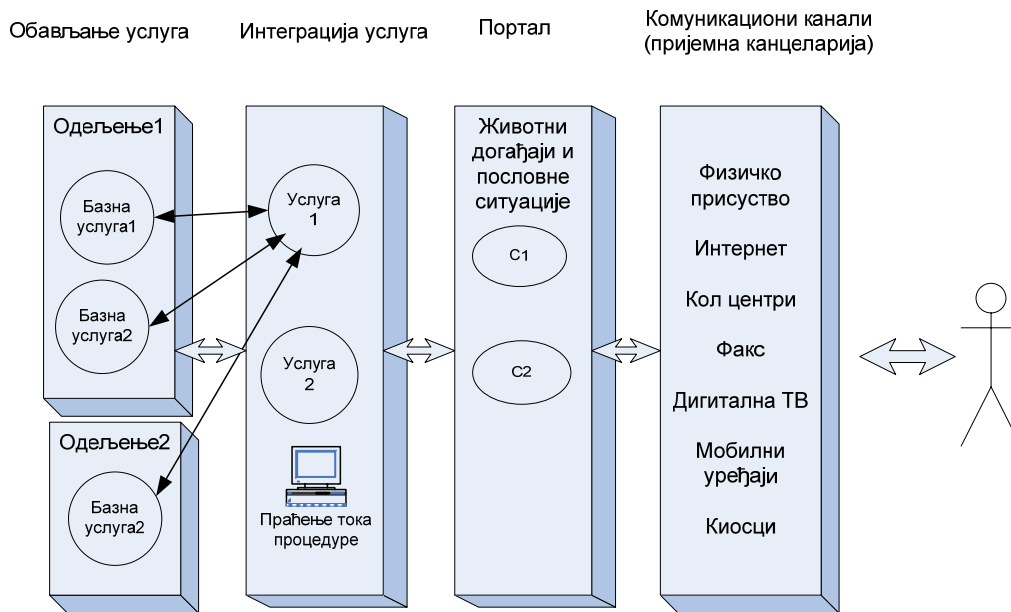 Обављање услуга
Интеграција услуга
Портал
Комуникациони канали
(пријемна канцеларија)
Одељење1
Базна
услуга1
Базна
услуга2
Одељење2
Базна
услуга2
Услуга
1
Услуга
2
Праћење тока
процедуре
Животни
догађаји и
пословне
ситуације
С1
С2
Физичко
присуство
Интернет
Кол центри
Факс
Дигитална ТВ
Мобилни
уређаји
Киосци